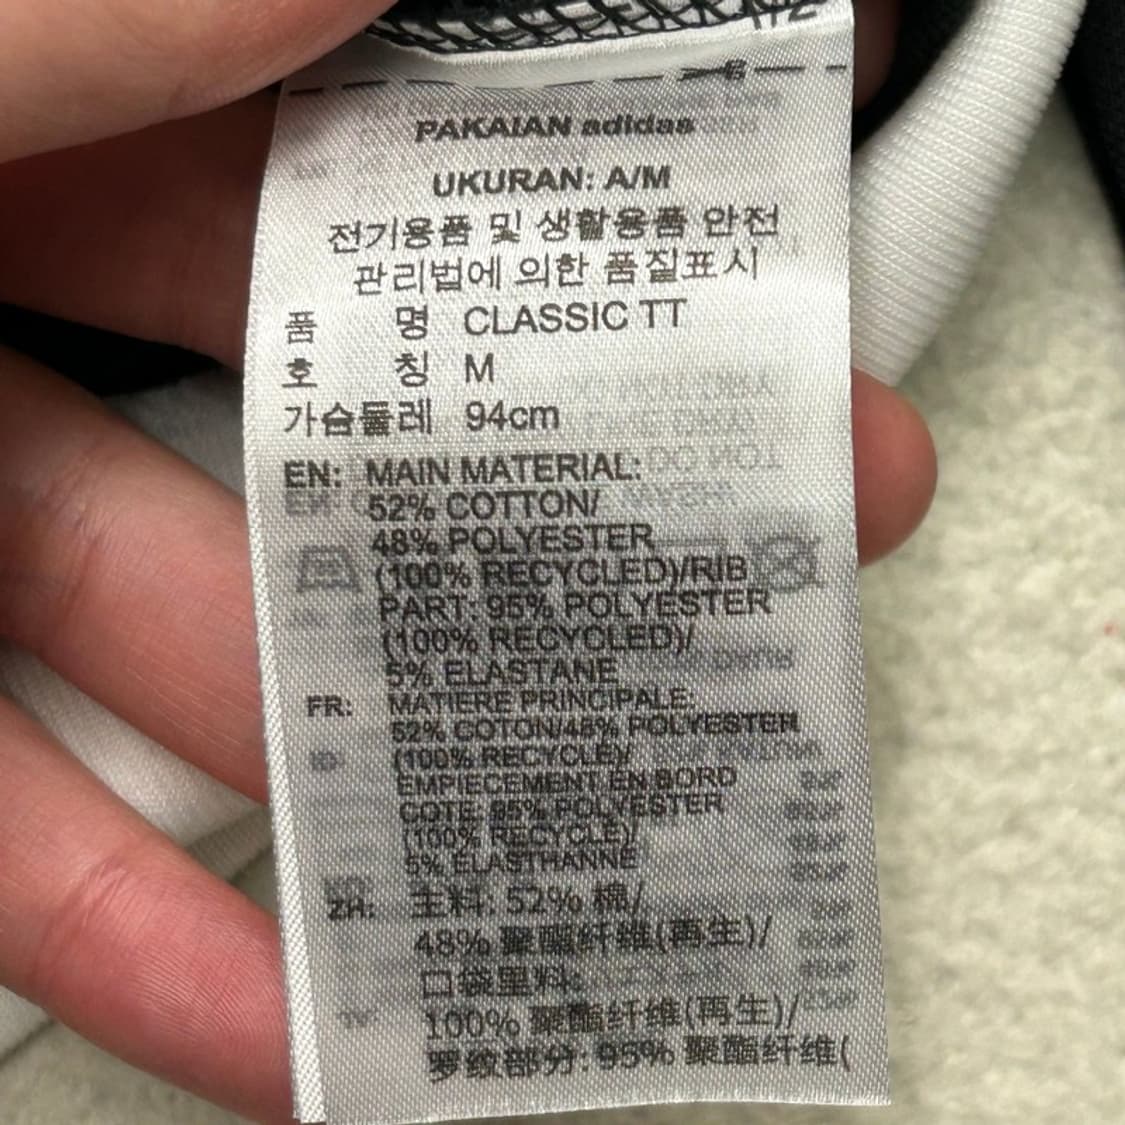 PAKAIAN adidas
UKURAN: A/M
전기용품 및 생활용품 안전
관리법에 의한 품질표시
품 명 CLASSIC TT
호 칭 M
가슴둘레 94cm
EN: MAIN MATERIAL:
52% COTTON/
48% POLYESTER
(100% RECYCLED)/RIB
PART: 95% POLYESTER
(100% RECYCLED)/
5% ELASTANE
FR: MATIERE PRINCIPALE:
52% COTON/48% POLYESTER
(100% RECYCLE)/
EMPIECEMENT EN BORD
COTE: 95% POLYESTER
(100% RECYCLE)/
5% ELASTHANNE
ZH: 主料: 52% 棉/
48% 聚酯纤维(再生)/
口袋里料:
100% 聚酯纤维(再生)/
罗纹部分: 95% 聚酯纤维(